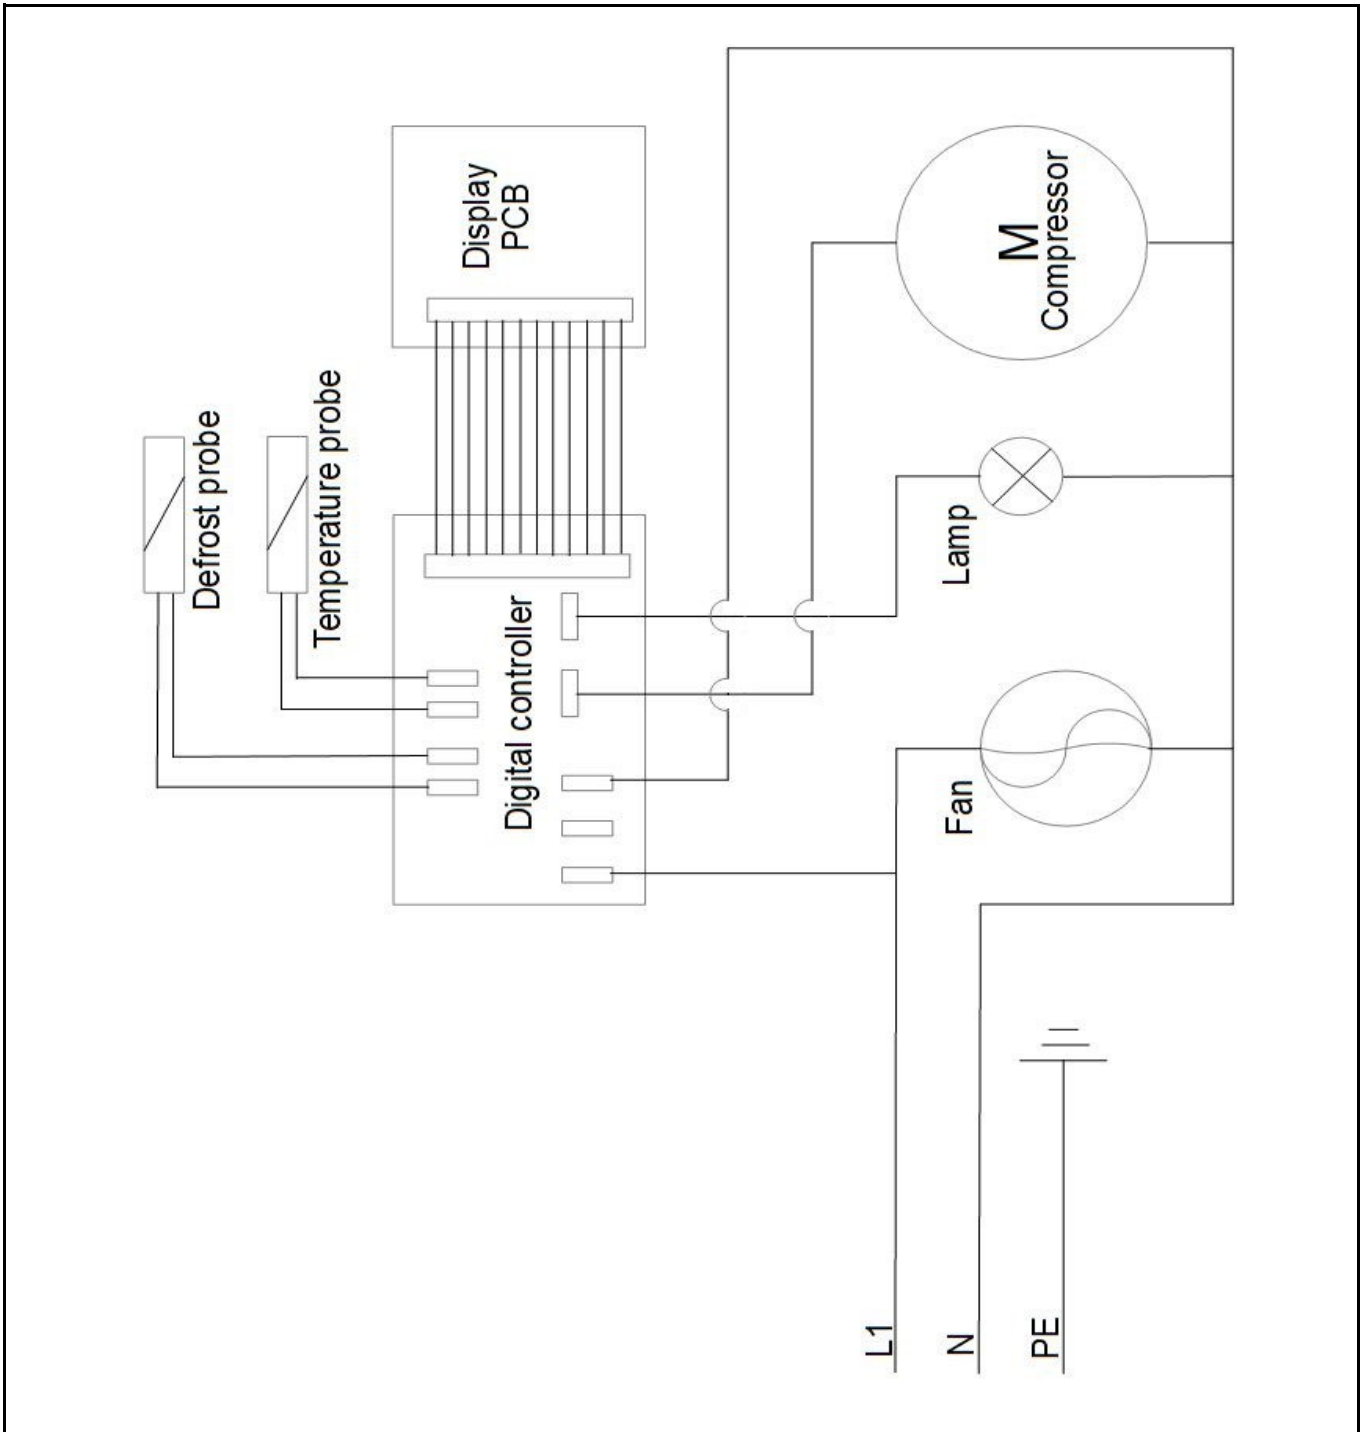 Display
PCB
Defrost probe
Temperature probe
Digital controller
M
Compressor
Lamp
Fan
L1
N
PE